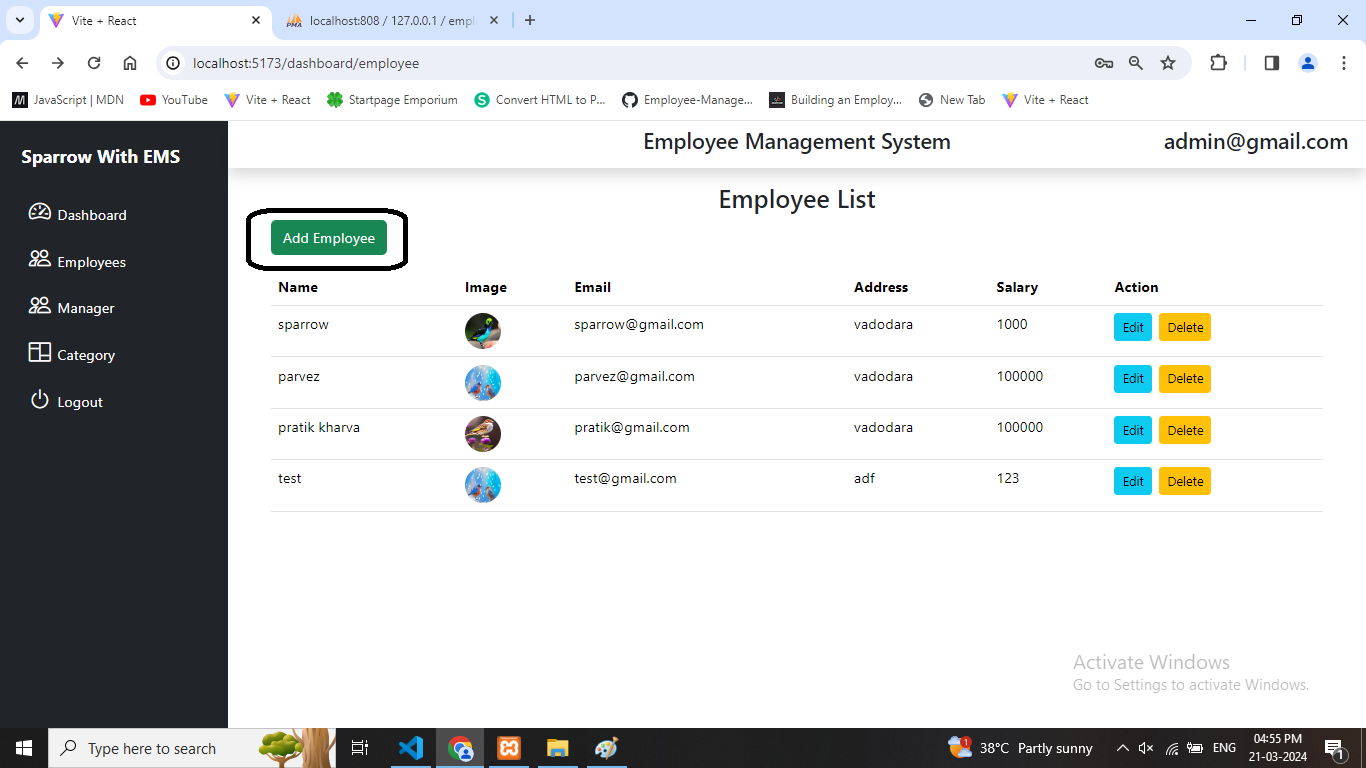 Vite + React
localhost:808 / 127.0.0.1 / empl
localhost:5173/dashboard/employee
JavaScript | MDN
YouTube
Vite + React
Startpage Emporium
Convert HTML to P...
Employee-Manage...
Building an Employ...
New Tab
Vite + React
Sparrow With EMS
Employee Management System
admin@gmail.com
Dashboard
Employees
Manager
Category
Logout
Employee List
Add Employee
Name Image Email Address Salary Action
sparrow sparrow@gmail.com vadodara 1000 Edit Delete
parvez parvez@gmail.com vadodara 100000 Edit Delete
pratik kharva pratik@gmail.com vadodara 100000 Edit Delete
test test@gmail.com adf 123 Edit Delete
Activate Windows
Go to Settings to activate Windows.
Type here to search
1
38°C Partly sunny
ENG
04:55 PM
21-03-2024
1